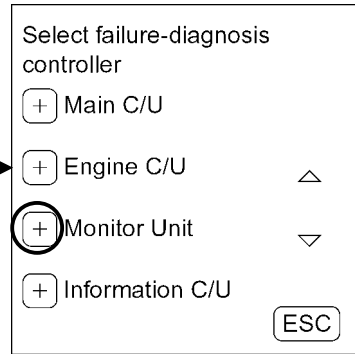 Select failure-diagnosis
controller
+ Main C/U
+ Engine C/U
+ Monitor Unit
+ Information C/U
ESC